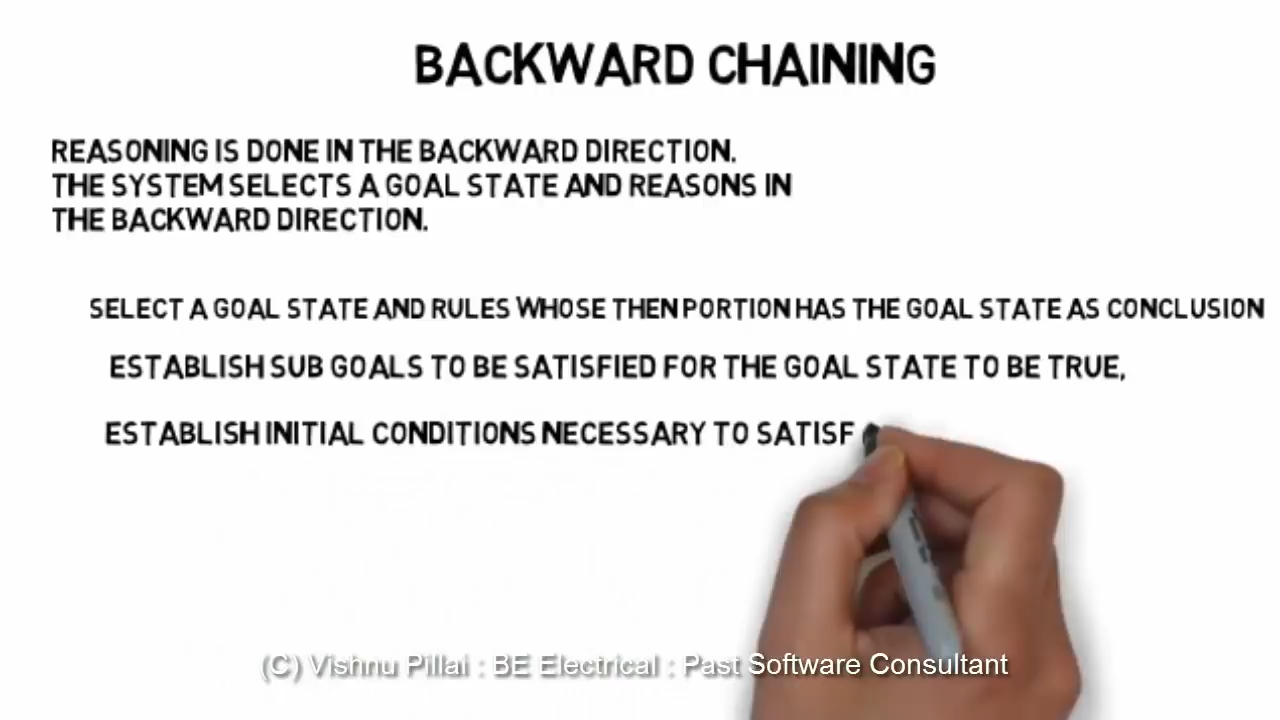 BACKWARD CHAINING
REASONING IS DONE IN THE BACKWARD DIRECTION.
THE SYSTEM SELECTS A GOAL STATE AND REASONS IN
THE BACKWARD DIRECTION.
SELECT A GOAL STATE AND RULES WHOSE THEN PORTION HAS THE GOAL STATE AS CONCLUSION
ESTABLISH SUB GOALS TO BE SATISFIED FOR THE GOAL STATE TO BE TRUE,
ESTABLISH INITIAL CONDITIONS NECESSARY TO SATISF
(C) Vishnu Pillai : BE Electrical : Past Software Consultant